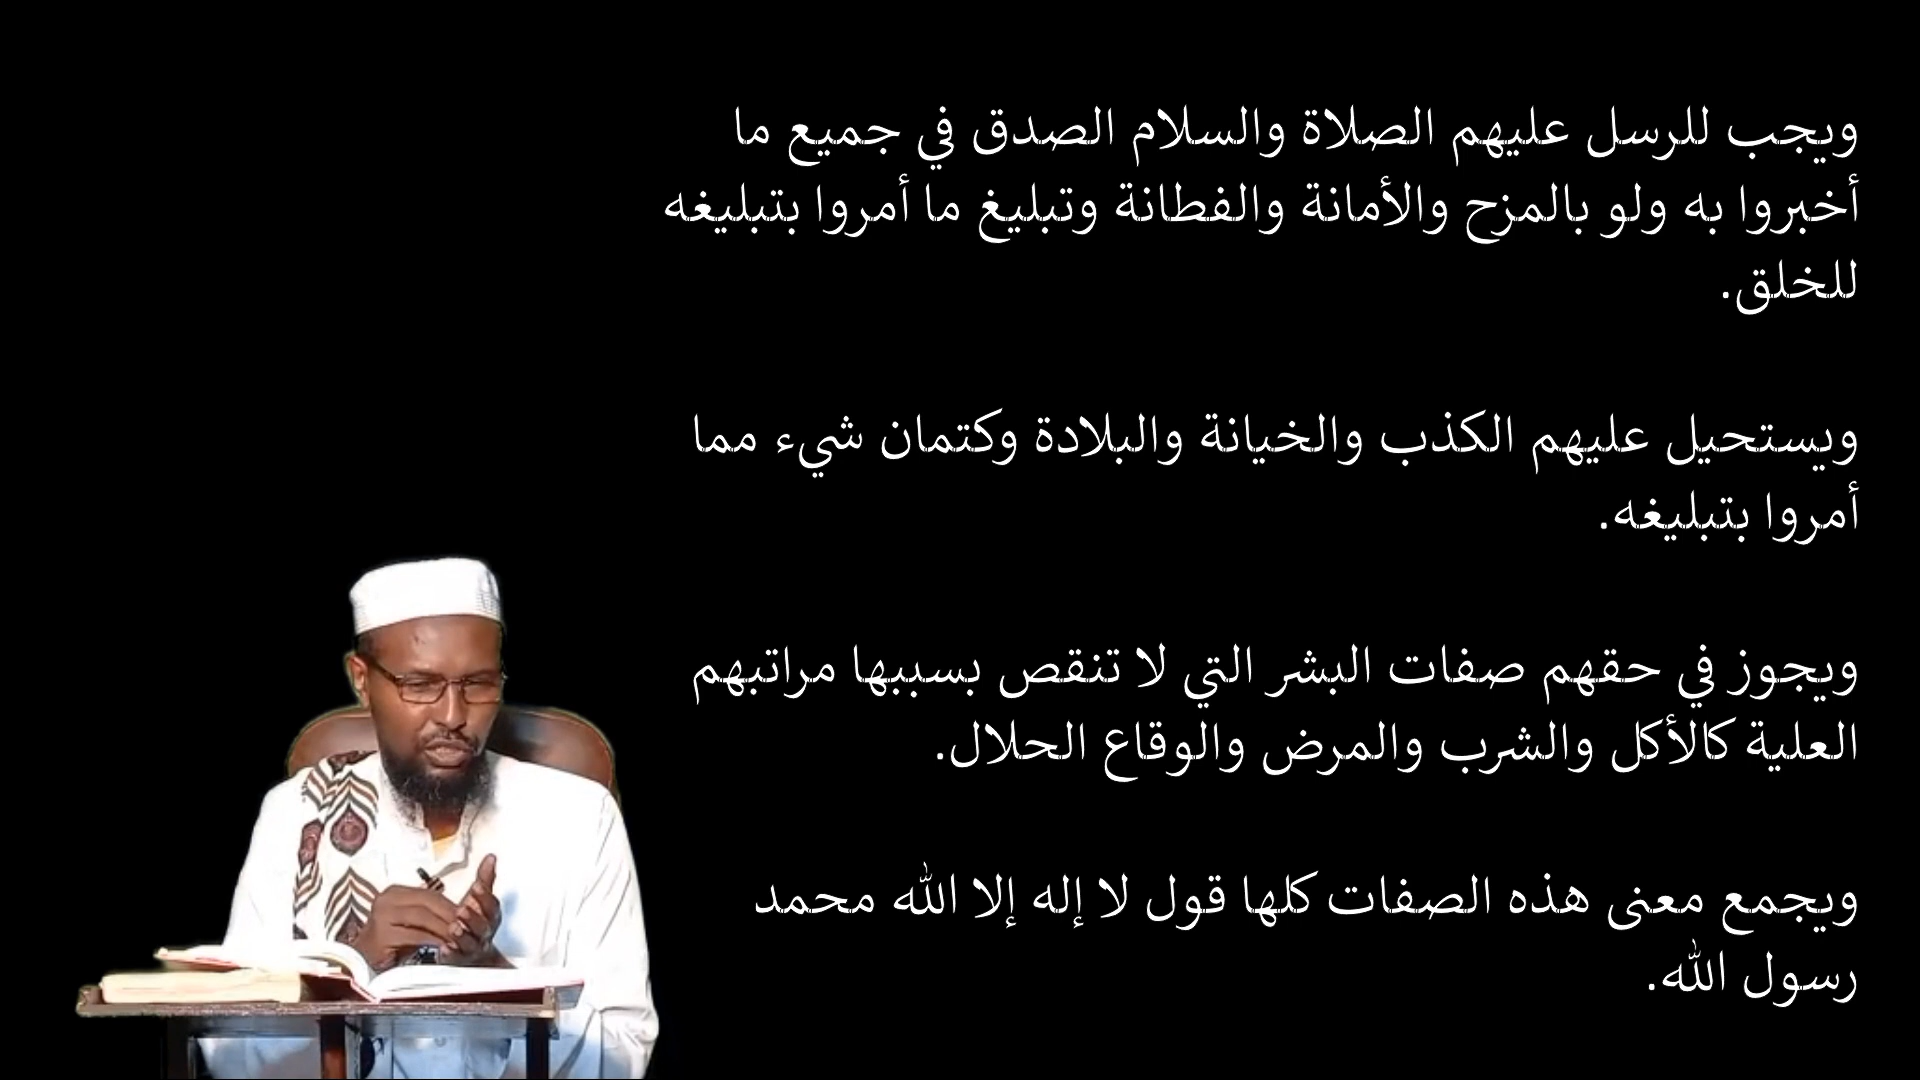 ويجب للرسل عليهم الصلاة والسلام الصدق في جميع ما
أخبروا به ولو بالمزح والأمانة والفطانة وتبليغ ما أمروا بتبليغه
للخلق.
ويستحيل عليهم الكذب والخيانة والبلادة وكتمان شيء مما
أمروا بتبليغه.
ويجوز في حقهم صفات البشر التي لا تنقص بسببها مراتبهم
العلية كالأكل والشرب والمرض والوقاع الحلال.
ويجمع معنى هذه الصفات كلها قول لا إله إلا الله محمد
رسول الله.